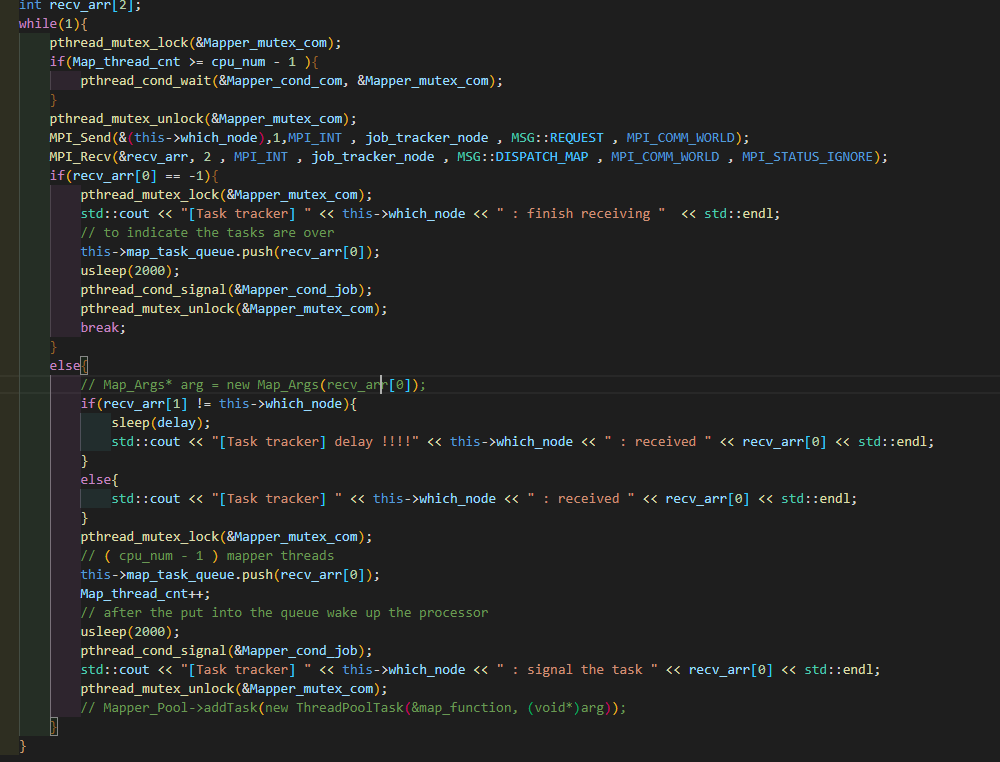 int recv_arr[2];
while(1){
pthread_mutex_lock(&Mapper_mutex_com);
if(Map_thread_cnt >= cpu_num - 1 ){
pthread_cond_wait(&Mapper_cond_com, &Mapper_mutex_com);
}
pthread_mutex_unlock(&Mapper_mutex_com);
MPI_Send(&(this->which_node),1,MPI_INT , job_tracker_node , MSG::REQUEST , MPI_COMM_WORLD);
MPI_Recv(&recv_arr, 2 , MPI_INT , job_tracker_node , MSG::DISPATCH_MAP , MPI_COMM_WORLD , MPI_STATUS_IGNORE);
if(recv_arr[0] == -1){
pthread_mutex_lock(&Mapper_mutex_com);
std::cout << "[Task tracker] " << this->which_node << " : finish receiving "  << std::endl;
// to indicate the tasks are over
this->map_task_queue.push(recv_arr[0]);
usleep(2000);
pthread_cond_signal(&Mapper_cond_job);
pthread_mutex_unlock(&Mapper_mutex_com);
break;
}
else{
// Map_Args* arg = new Map_Args(recv_arr[0]);
if(recv_arr[1] != this->which_node){
sleep(delay);
std::cout << "[Task tracker] delay !!!!" << this->which_node << " : received " << recv_arr[0] << std::endl;
}
else{
std::cout << "[Task tracker] " << this->which_node << " : received " << recv_arr[0] << std::endl;
}
pthread_mutex_lock(&Mapper_mutex_com);
// ( cpu_num - 1 ) mapper threads
this->map_task_queue.push(recv_arr[0]);
Map_thread_cnt++;
// after the put into the queue wake up the processor
usleep(2000);
pthread_cond_signal(&Mapper_cond_job);
std::cout << "[Task tracker] " << this->which_node << " : signal the task " << recv_arr[0] << std::endl;
pthread_mutex_unlock(&Mapper_mutex_com);
// Mapper_Pool->addTask(new ThreadPoolTask(&map_function, (void*)arg));
}
}